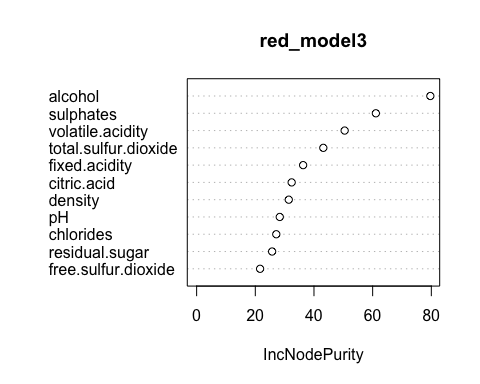 red_model3
alcohol
sulphates
volatile.acidity
total.sulfur.dioxide
fixed.acidity
citric.acid
density
pH
chlorides
residual.sugar
free.sulfur.dioxide
0 20 40 60 80
IncNodePurity